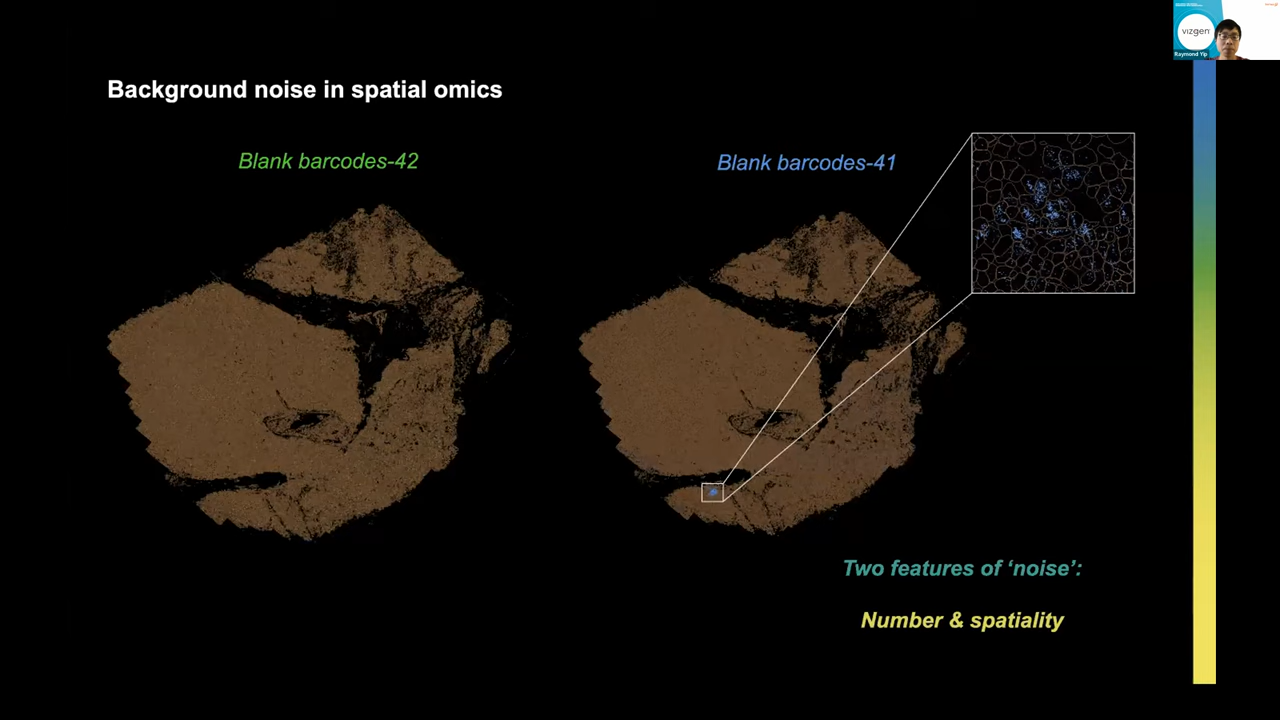 Background noise in spatial omics
Blank barcodes-42
Blank barcodes-41
Two features of ‘noise’:
Number & spatiality
vizgen
Raymond Yip